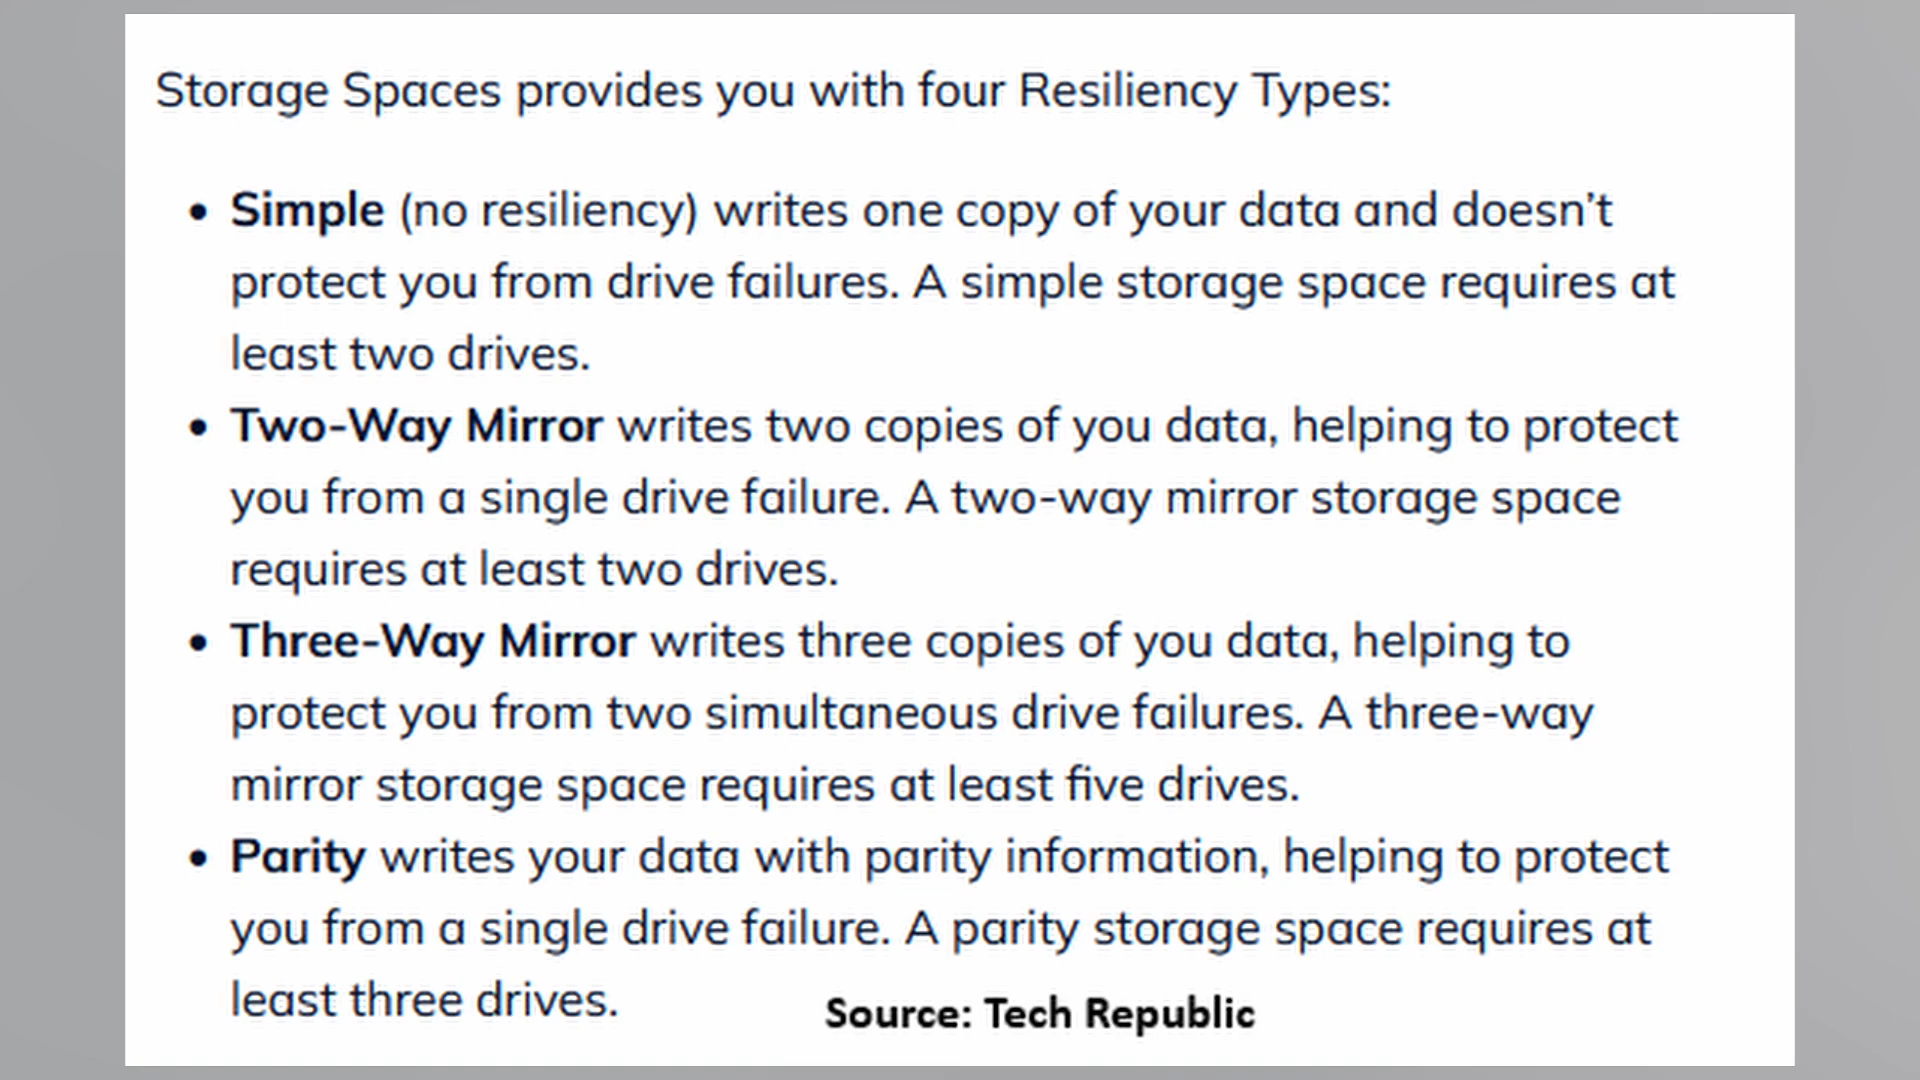 Storage Spaces provides you with four Resiliency Types:
• Simple (no resiliency) writes one copy of your data and doesn’t
protect you from drive failures. A simple storage space requires at
least two drives.
• Two-Way Mirror writes two copies of you data, helping to protect
you from a single drive failure. A two-way mirror storage space
requires at least two drives.
• Three-Way Mirror writes three copies of you data, helping to
protect you from two simultaneous drive failures. A three-way
mirror storage space requires at least five drives.
• Parity writes your data with parity information, helping to protect
you from a single drive failure. A parity storage space requires at
least three drives.
Source: Tech Republic